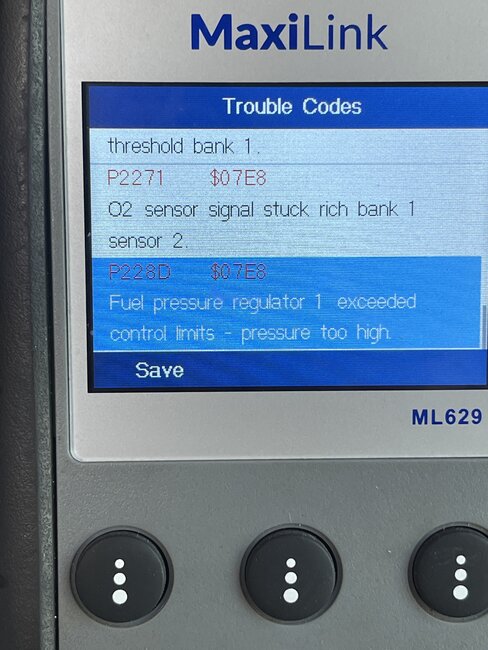 MaxiLink
Trouble Codes
threshold bank 1.
P2271 $07E8
O2 sensor signal stuck rich bank 1
sensor 2.
P228D $07E8
Fuel pressure regulator 1 exceeded
control limits - pressure too high.
Save
ML629